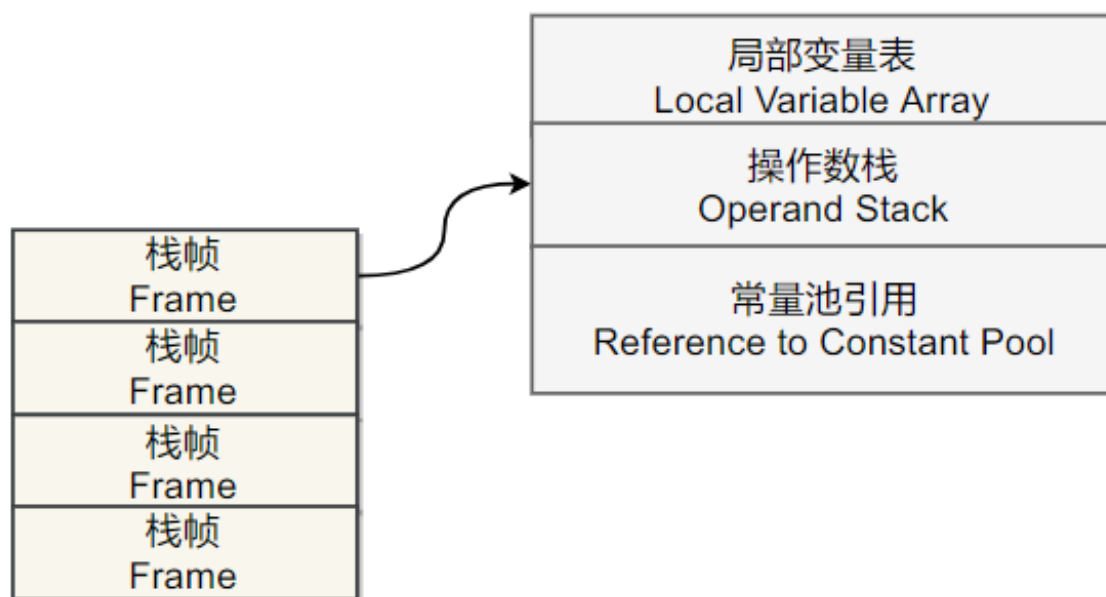 局部变量表
Local Variable Array
操作数栈
Operand Stack
常量池引用
Reference to Constant Pool
栈帧
Frame
栈帧
Frame
栈帧
Frame
栈帧
Frame